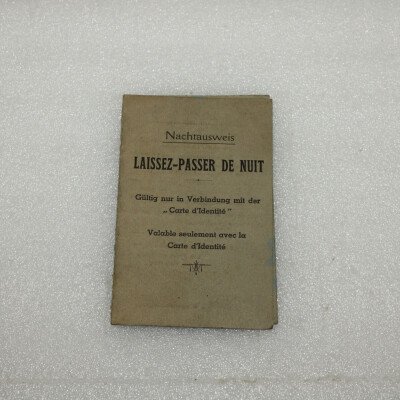 Nachtausweis
LAISSEZ-PASSER DE NUIT
Gültig nur in Verbindung mit der
„Carte d'Identité"
Valable seulement avec la
Carte d'Identité